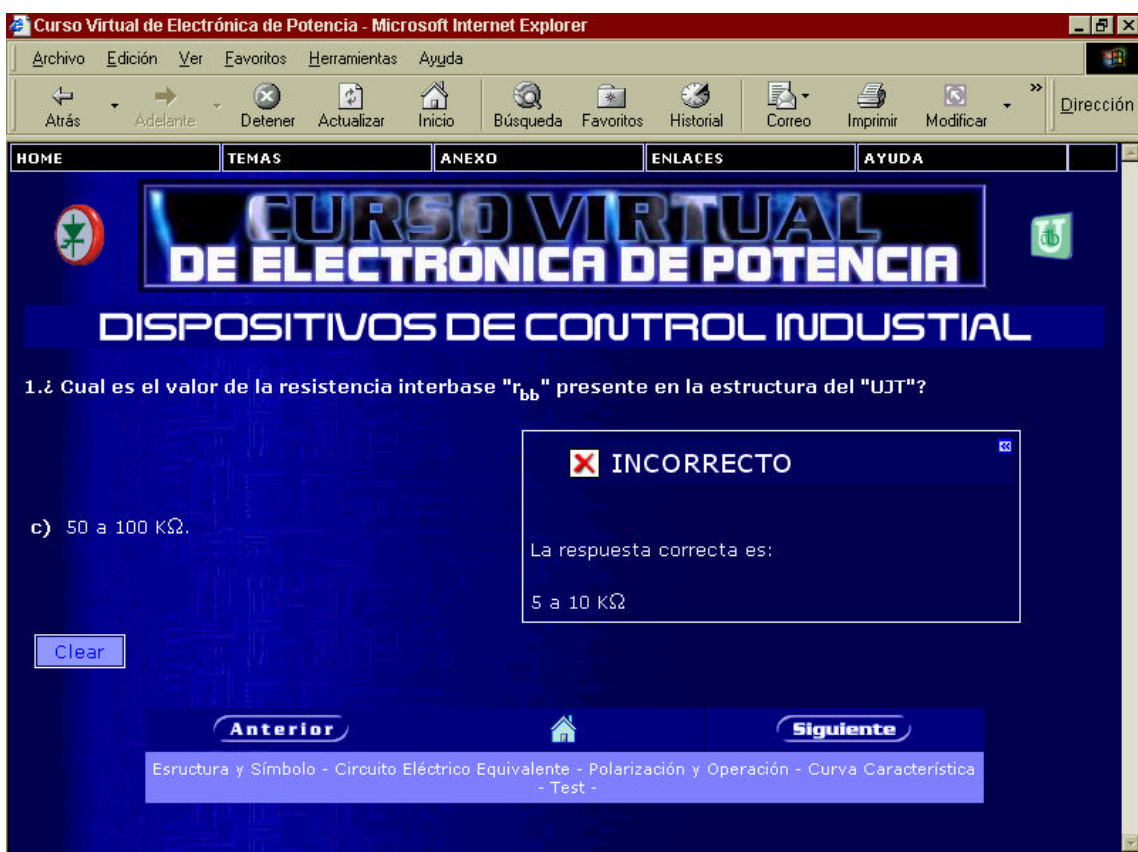 Curso Virtual de Electrónica de Potencia - Microsoft Internet Explorer
Archivo Edición Ver Favoritos Herramientas Ayuda
Atrás Adelante Detener Actualizar Inicio Búsqueda Favoritos Historial Correo Imprimir Modificar » Dirección
HOME TEMAS ANEXO ENLACES AYUDA
CURSO VIRTUAL
DE ELECTRÓNICA DE POTENCIA
DISPOSITIVOS DE CONTROL INDUSTIAL
1.¿ Cual es el valor de la resistencia interbase "rbb" presente en la estructura del "UJT"?
INCORRECTO
c) 50 a 100 KΩ.
La respuesta correcta es:
5 a 10 KΩ
Clear
Anterior Siguiente
Esructura y Símbolo - Circuito Eléctrico Equivalente - Polarización y Operación - Curva Característica
- Test -